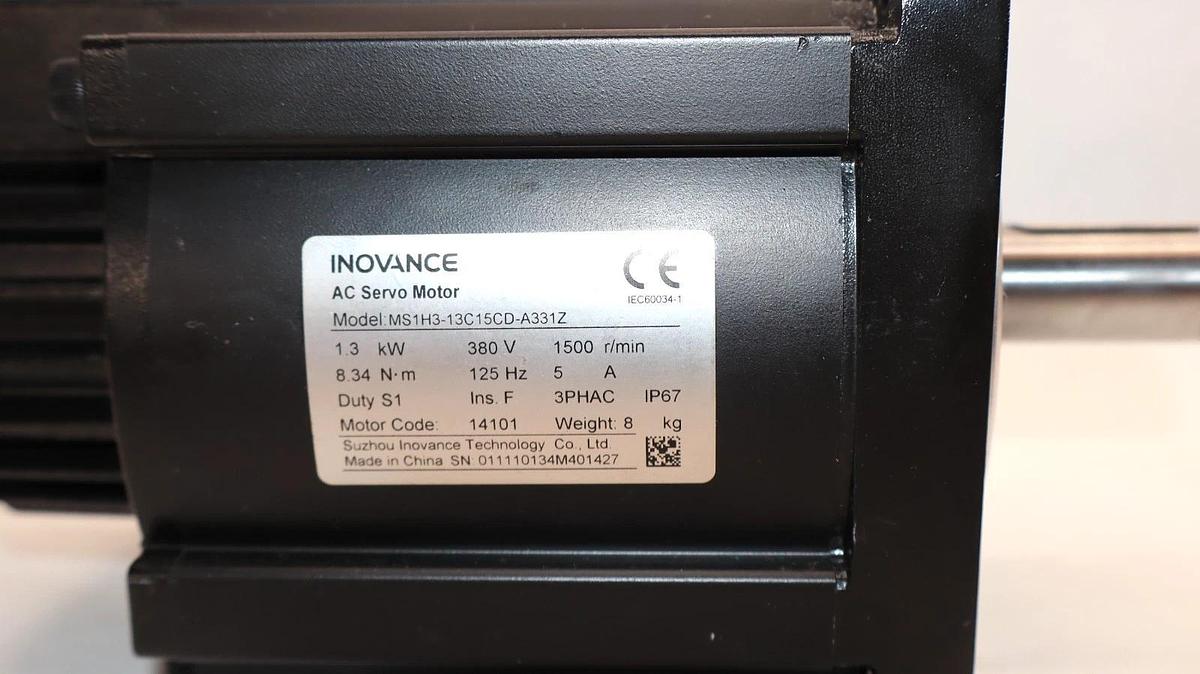 INOVANCE
CE
AC Servo Motor
IEC60034-1
Model: MS1H3-13C15CD-A331Z
1.3 kW 380 V 1500 r/min
8.34 N·m 125 Hz 5 A
Duty S1 Ins. F 3PHAC IP67
Motor Code: 14101 Weight: 8 kg
Suzhou Inovance Technology Co., Ltd.
Made in China SN: 011110134M401427